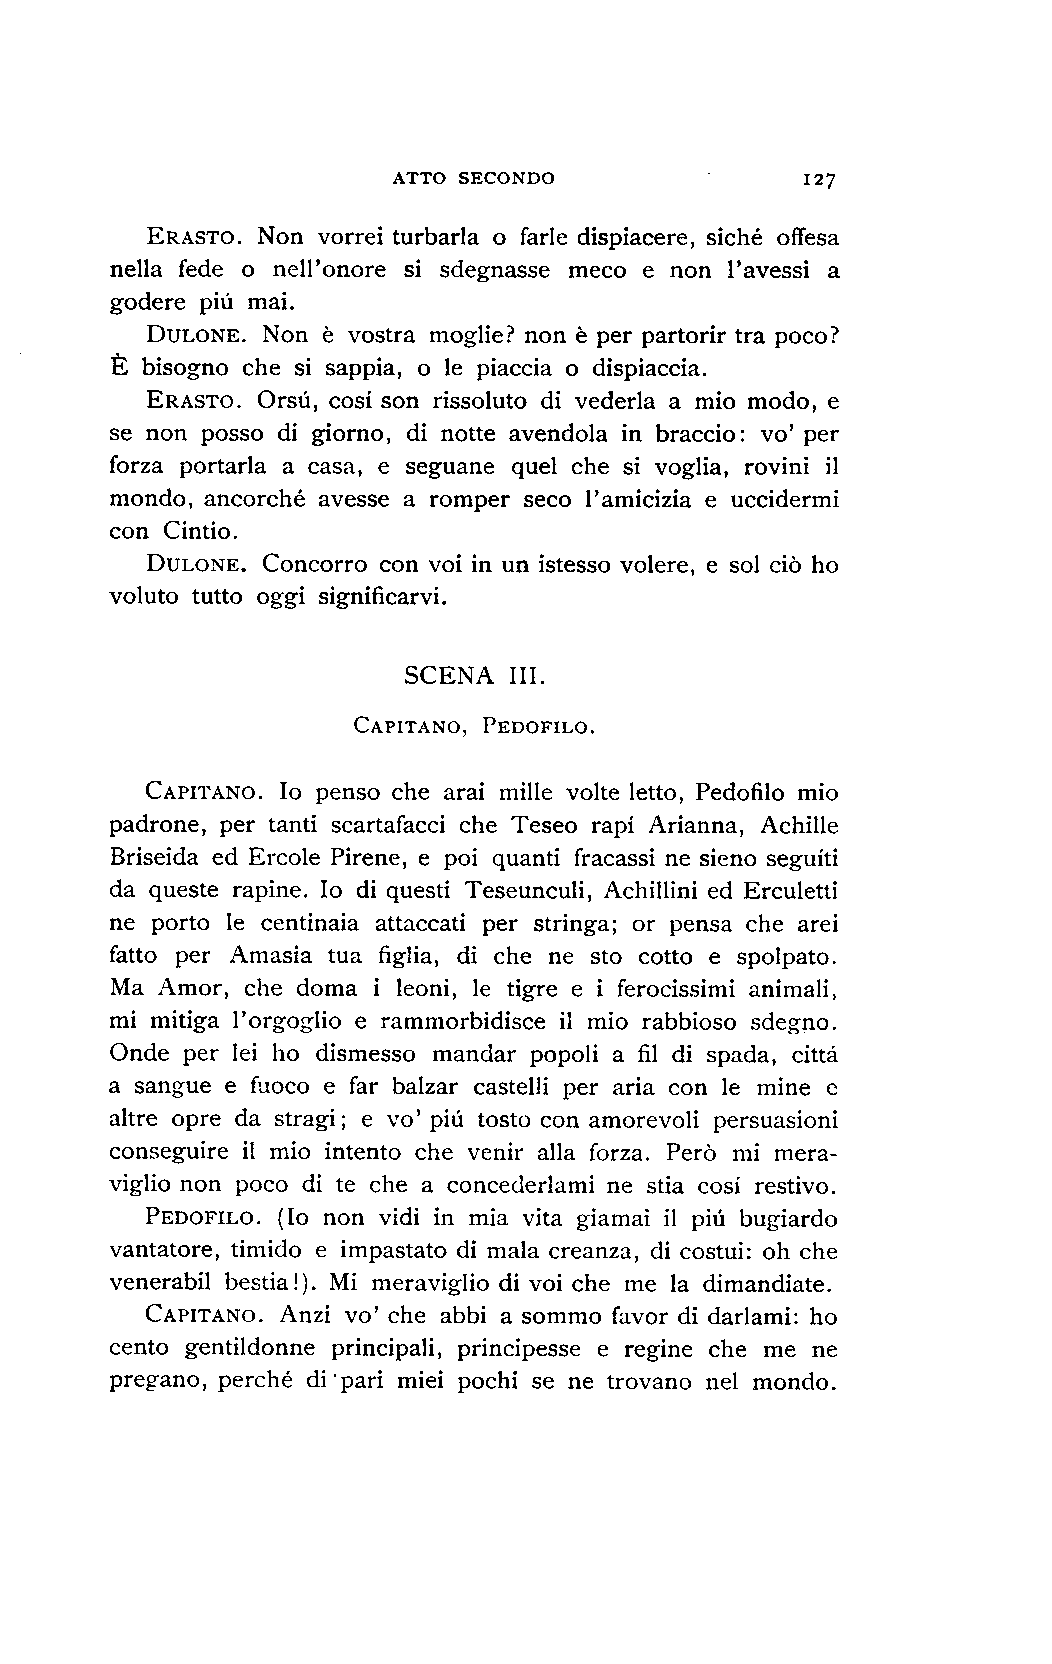 ATTO SECONDO 127
ERASTO. Non vorrei turbarla o farle dispiacere, siché offesa
nella fede o nell'onore si sdegnasse meco e non l'avessi a
godere piú mai.
DULONE. Non è vostra moglie? non è per partorir tra poco?
È bisogno che si sappia, o le piaccia o dispiaccia.
ERASTO. Orsú, cosí son rissoluto di vederla a mio modo, e
se non posso di giorno, di notte avendola in braccio: vo' per
forza portarla a casa, e seguane quel che si voglia, rovini il
mondo, ancorché avesse a romper seco l'amicizia e uccidermi
con Cintio.
DULONE. Concorro con voi in un istesso volere, e sol ciò ho
voluto tutto oggi significarvi.
SCENA III.
CAPITANO, PEDOFILO.
CAPITANO. Io penso che arai mille volte letto, Pedofilo mio
padrone, per tanti scartafacci che Teseo rapí Arianna, Achille
Briseida ed Ercole Pirene, e poi quanti fracassi ne sieno seguíti
da queste rapine. Io di questi Teseunculi, Achillini ed Erculetti
ne porto le centinaia attaccati per stringa; or pensa che arei
fatto per Amasia tua figlia, di che ne sto cotto e spolpato.
Ma Amor, che doma i leoni, le tigre e i ferocissimi animali,
mi mitiga l'orgoglio e rammorbidisce il mio rabbioso sdegno.
Onde per lei ho dismesso mandar popoli a fil di spada, cittá
a sangue e fuoco e far balzar castelli per aria con le mine e
altre opre da stragi; e vo' piú tosto con amorevoli persuasioni
conseguire il mio intento che venir alla forza. Però mi mera-
viglio non poco di te che a concederlami ne stia cosí restivo.
PEDOFILO. (Io non vidi in mia vita giamai il piú bugiardo
vantatore, timido e impastato di mala creanza, di costui: oh che
venerabil bestia!). Mi meraviglio di voi che me la dimandiate.
CAPITANO. Anzi vo' che abbi a sommo favor di darlami: ho
cento gentildonne principali, principesse e regine che me ne
pregano, perché di pari miei pochi se ne trovano nel mondo.